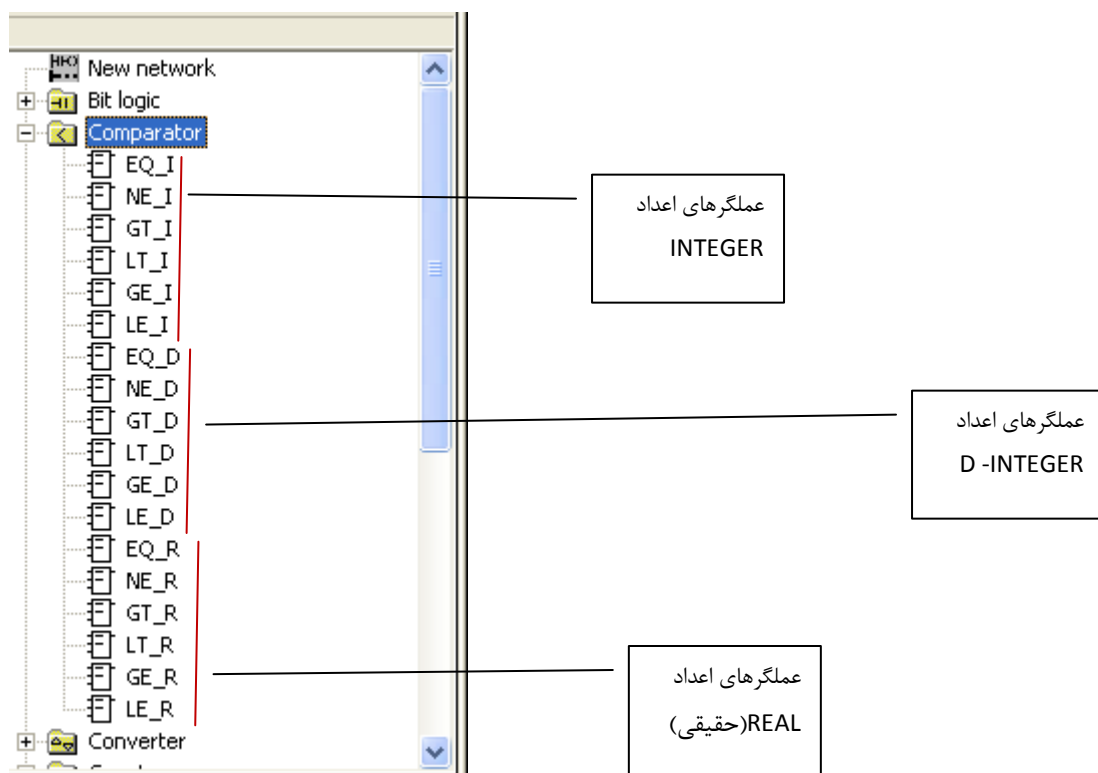 New network
Bit logic
Comparator
EQ_I
NE_I
GT_I
LT_I
GE_I
LE_I
EQ_D
NE_D
GT_D
LT_D
GE_D
LE_D
EQ_R
NE_R
GT_R
LT_R
GE_R
LE_R
Converter
عملگرهای اعداد
INTEGER
عملگرهای اعداد
D -INTEGER
عملگرهای اعداد
REAL(حقیقی)